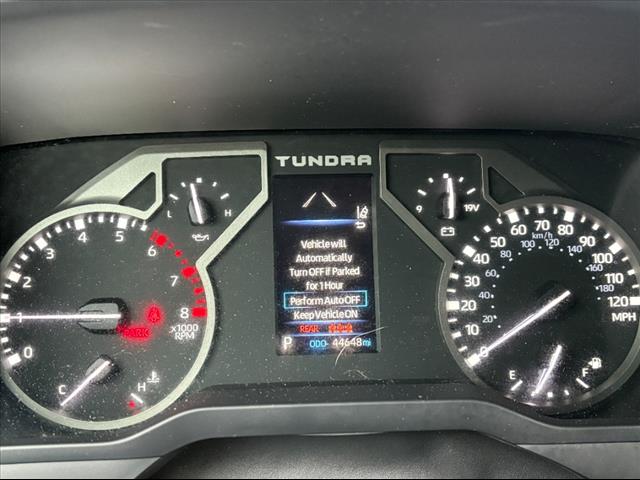 TUNDRA
L H
9 19V
Vehicle will
Automatically
Turn OFF if Parked
for 1 Hour
Perform Auto OFF
Keep Vehicle ON
REAR
P ODO 44648 mi
0 1 2 3 4 5 6 7 8
x1000
RPM
C H
0 10 20 30 40 50 60 70 80 90 100 110 120
MPH
km/h
20 40 60 80 100 120 140 160 180
E F